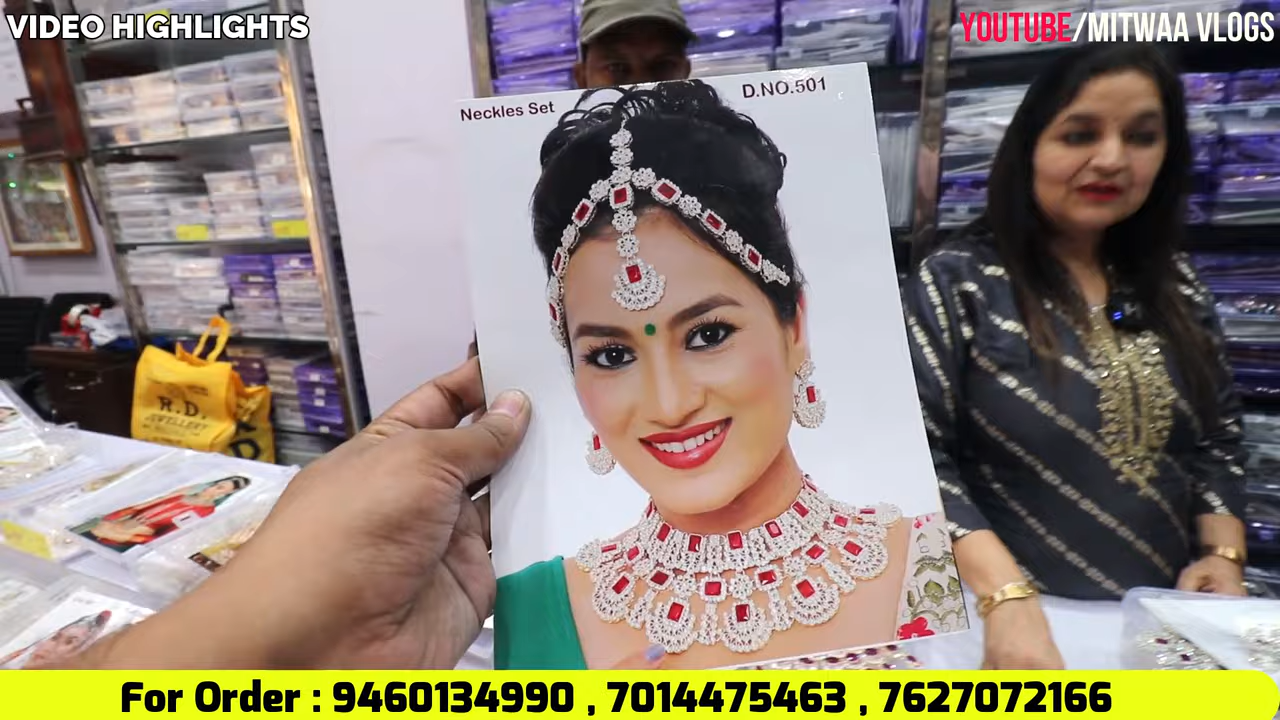 VIDEO HIGHLIGHTS
YOUTUBE/MITWAA VLOGS
Neckles Set
D.NO.501
R.D.
JEWELLERY
For Order : 9460134990 , 7014475463 , 7627072166